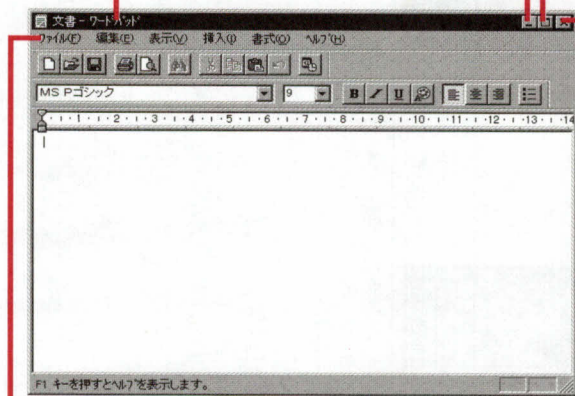 文書 - ワードパッド
ファイル(F) 編集(E) 表示(V) 挿入(I) 書式(O) ヘルプ(H)
MS Pゴシック 9 B I U
1 2 3 4 5 6 7 8 9 10 11 12 13 14
F1 キーを押すとヘルプを表示します。